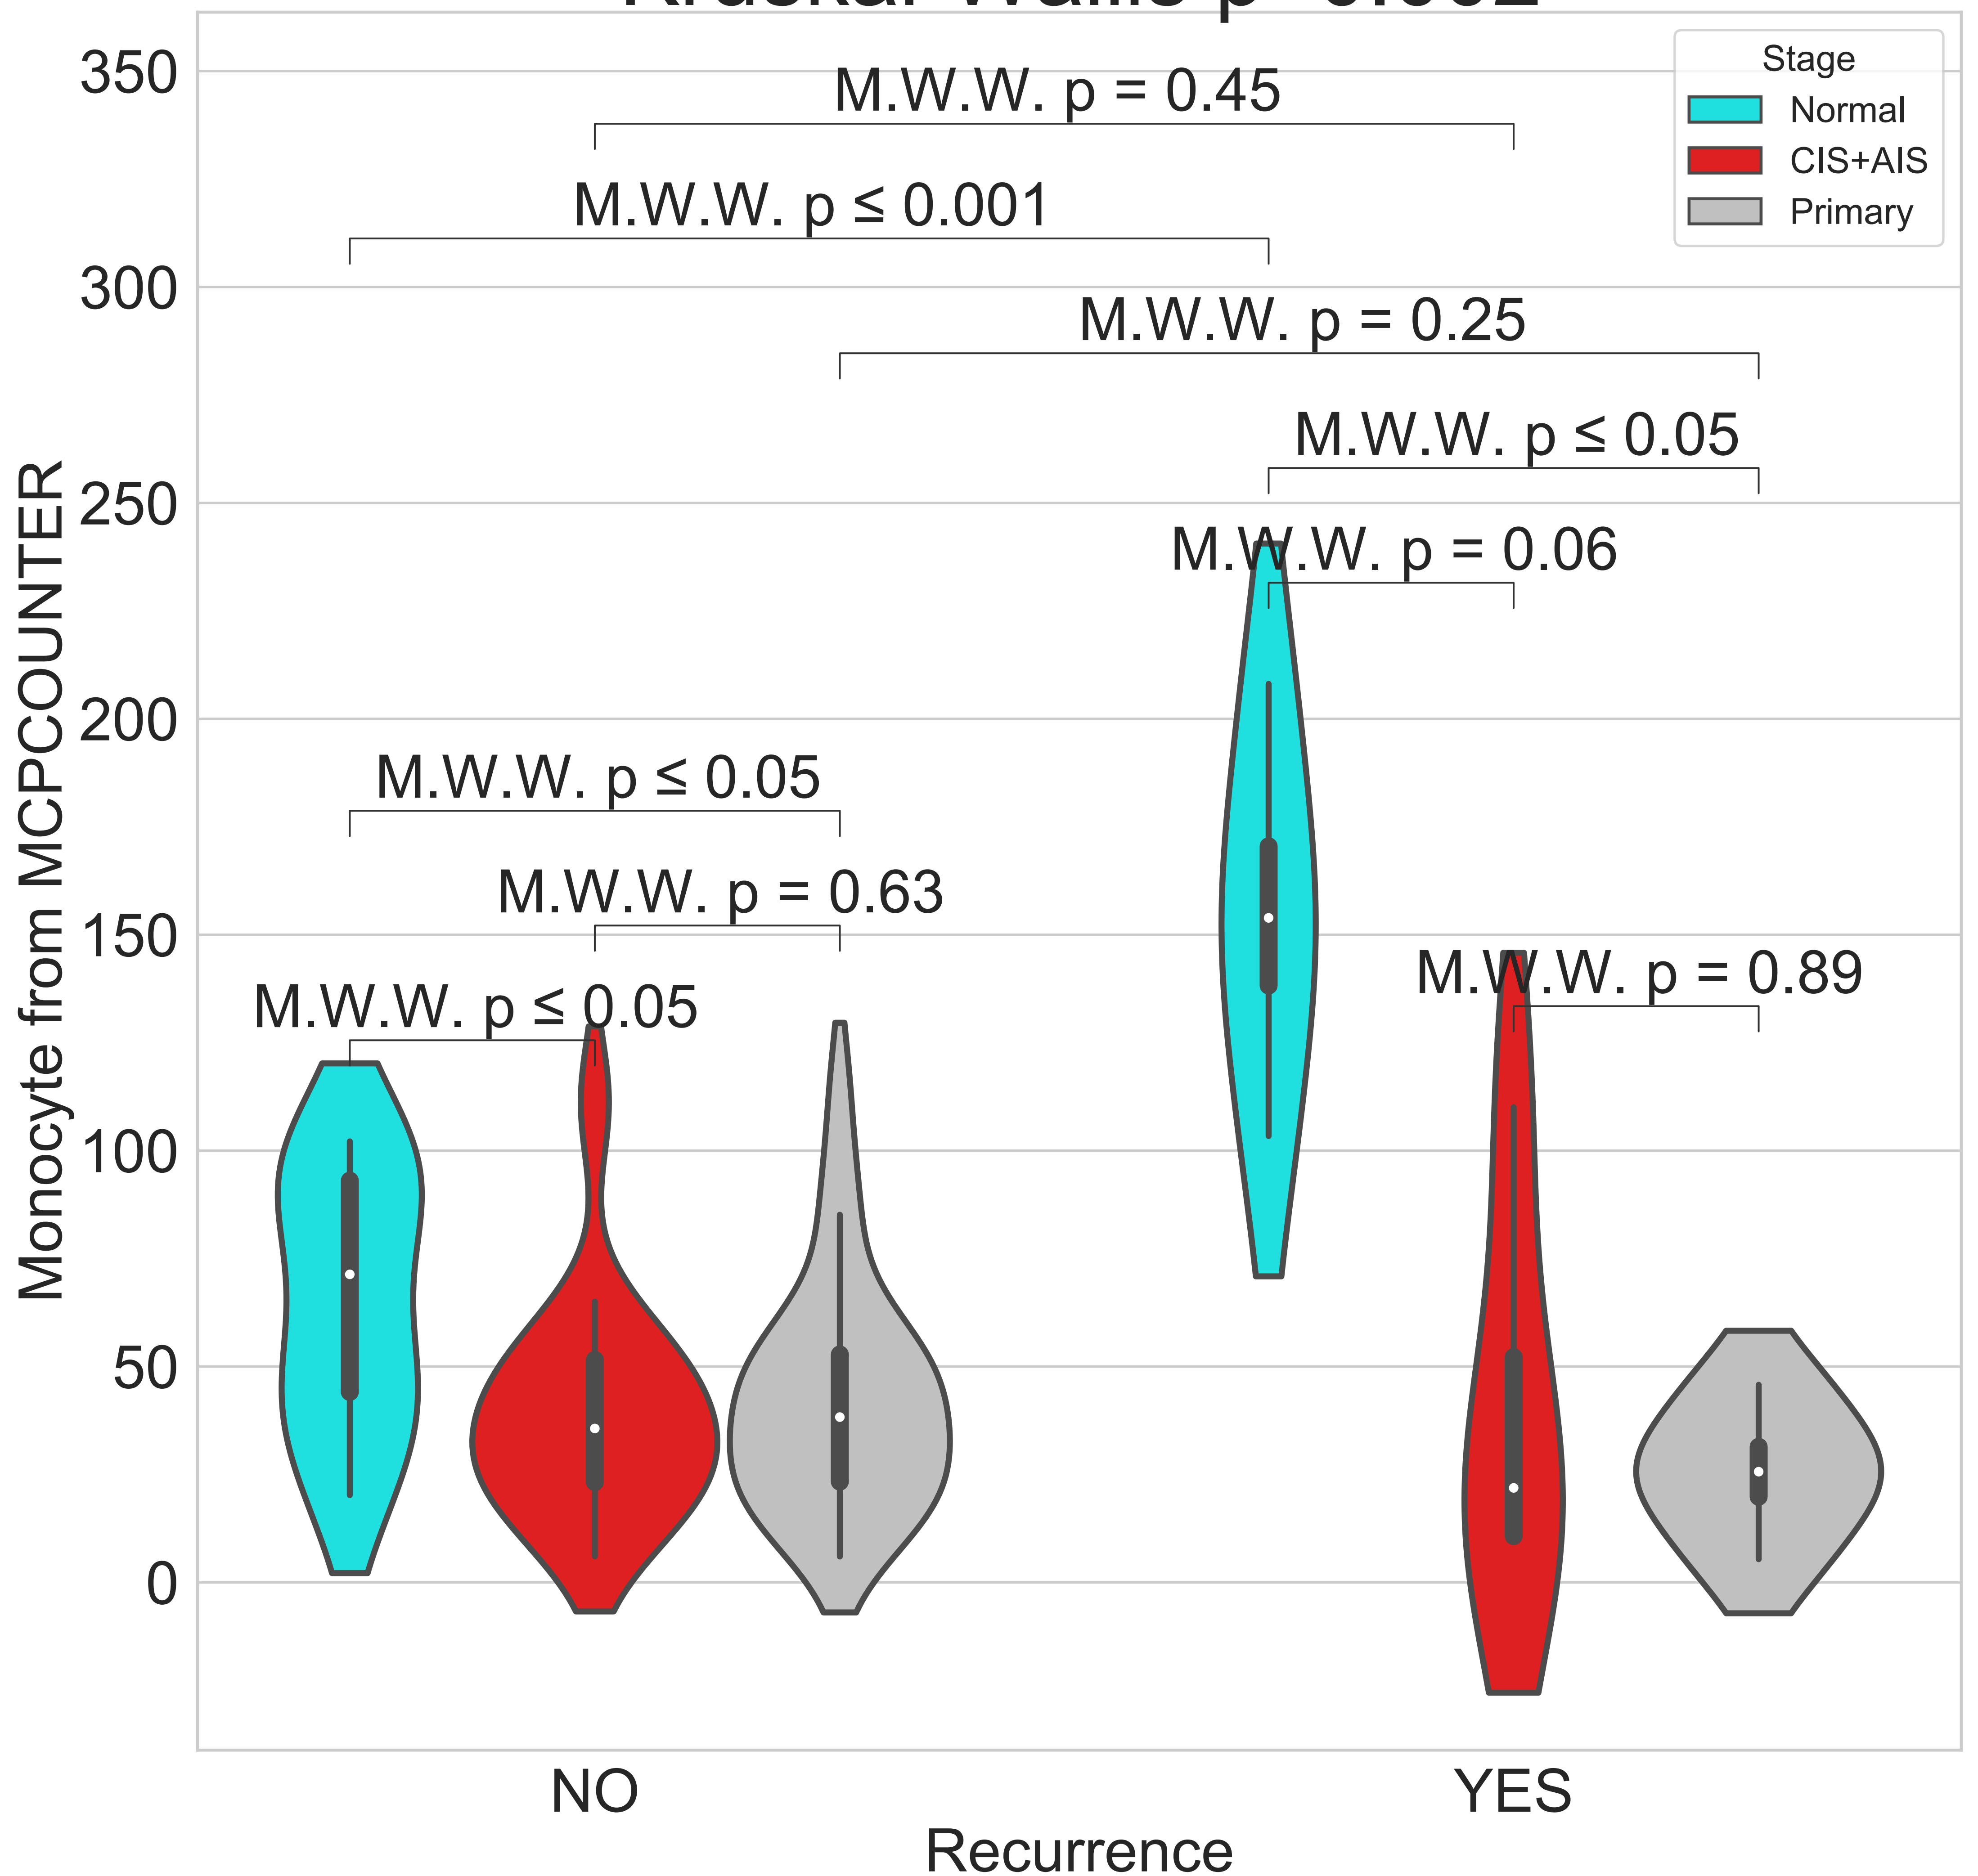 350
300
250
200
150
100
50
0
Monocyte from MCPCOUNTER
Stage
Normal
CIS+AIS
Primary
M.W.W. p = 0.45
M.W.W. p ≤ 0.001
M.W.W. p = 0.25
M.W.W. p ≤ 0.05
M.W.W. p = 0.06
M.W.W. p ≤ 0.05
M.W.W. p = 0.63
M.W.W. p = 0.89
M.W.W. p ≤ 0.05
NO
YES
Recurrence